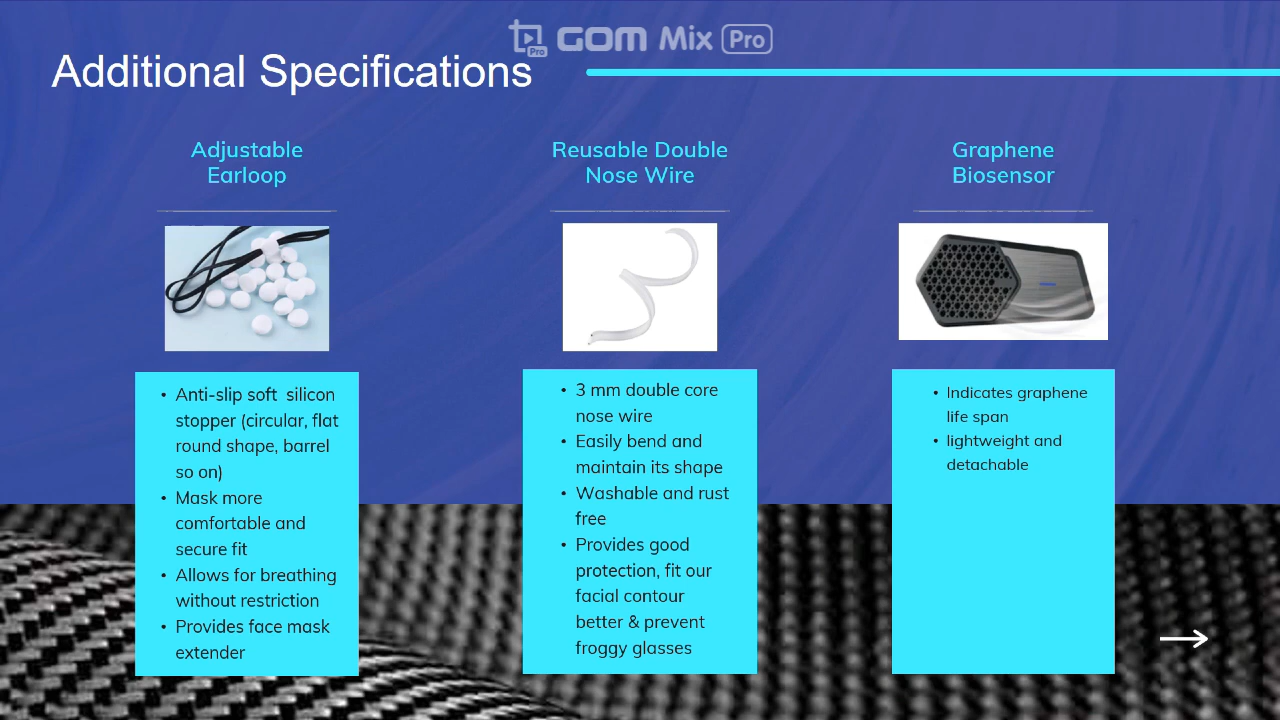 Pro GOM Mix Pro
Additional Specifications
Adjustable
Earloop
Anti-slip soft silicon
stopper (circular, flat
round shape, barrel
so on)
Mask more
comfortable and
secure fit
Allows for breathing
without restriction
Provides face mask
extender
Reusable Double
Nose Wire
• 3 mm double core
nose wire
• Easily bend and
maintain its shape
• Washable and rust
free
• Provides good
protection, fit our
facial contour
better & prevent
froggy glasses
Graphene
Biosensor
• Indicates graphene
life span
• lightweight and
detachable